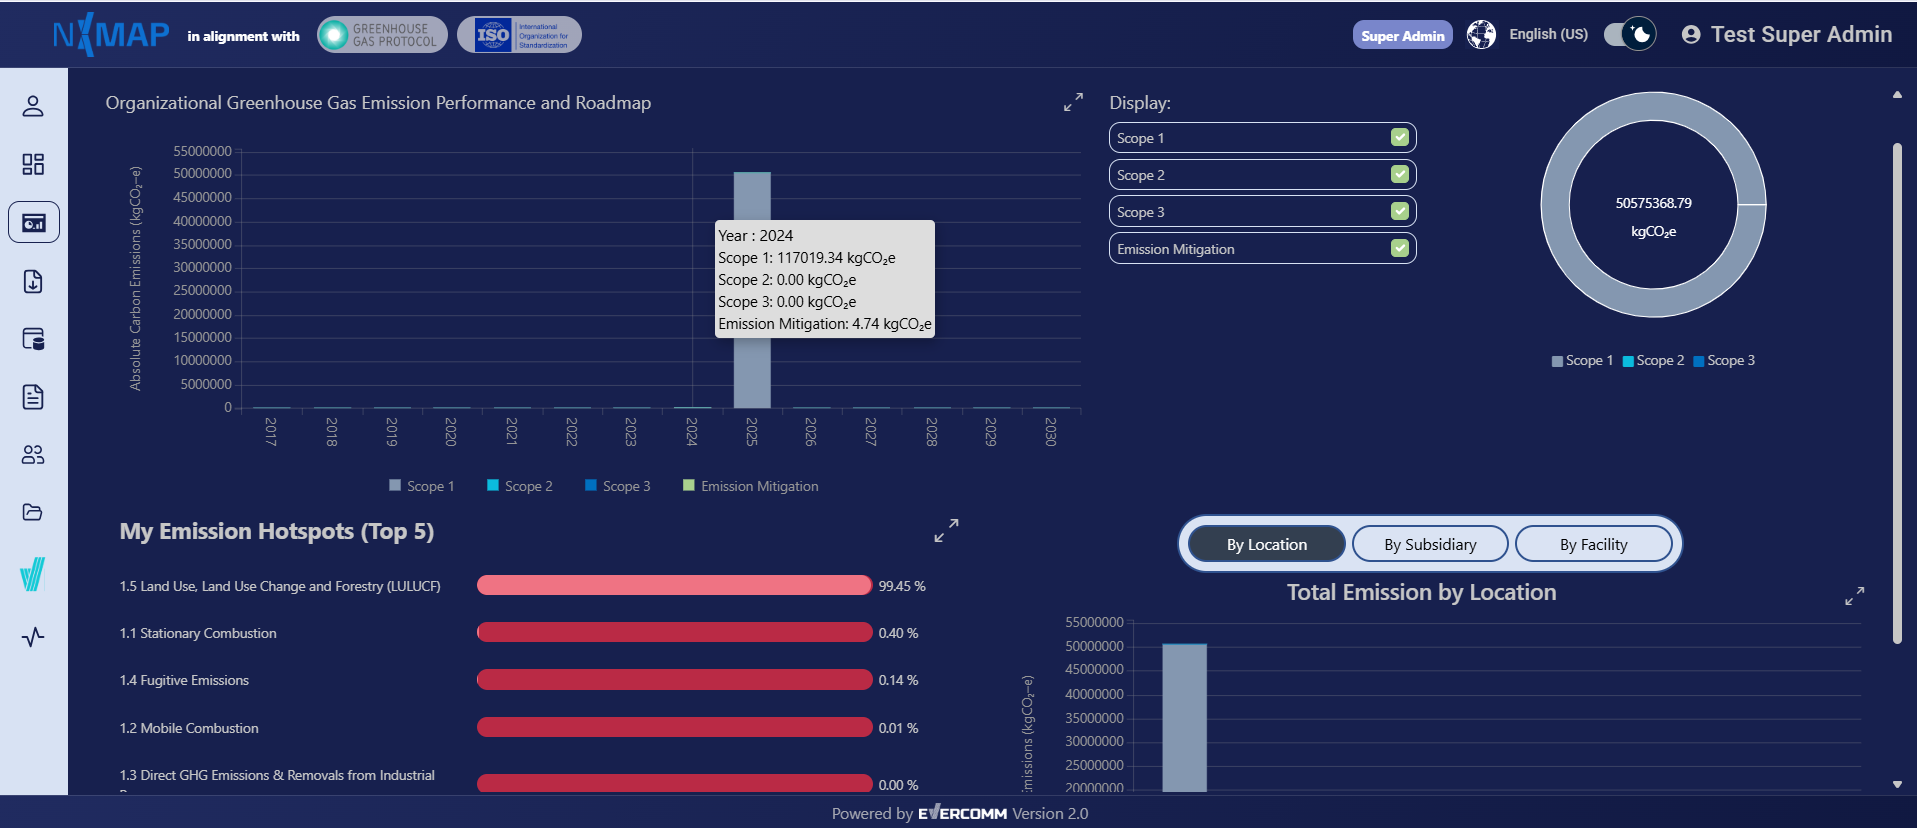 NXMAP in alignment with GREENHOUSE GAS PROTOCOL ISO International Organization for Standardization Super Admin English (US) Test Super Admin
Organizational Greenhouse Gas Emission Performance and Roadmap
Absolute Carbon Emissions (kgCO₂–e)
55000000
50000000
45000000
40000000
35000000
30000000
25000000
20000000
15000000
10000000
5000000
0
2017 2018 2019 2020 2021 2022 2023 2024 2025 2026 2027 2028 2029 2030
Year : 2024
Scope 1: 117019.34 kgCO₂e
Scope 2: 0.00 kgCO₂e
Scope 3: 0.00 kgCO₂e
Emission Mitigation: 4.74 kgCO₂e
Scope 1 Scope 2 Scope 3 Emission Mitigation
Display:
Scope 1
Scope 2
Scope 3
Emission Mitigation
50575368.79
kgCO₂e
Scope 1 Scope 2 Scope 3
My Emission Hotspots (Top 5)
1.5 Land Use, Land Use Change and Forestry (LULUCF) 99.45 %
1.1 Stationary Combustion 0.40 %
1.4 Fugitive Emissions 0.14 %
1.2 Mobile Combustion 0.01 %
1.3 Direct GHG Emissions & Removals from Industrial 0.00 %
By Location By Subsidiary By Facility
Total Emission by Location
missions (kgCO₂–e)
55000000
50000000
45000000
40000000
35000000
30000000
25000000
20000000
Powered by EVERCOMM Version 2.0